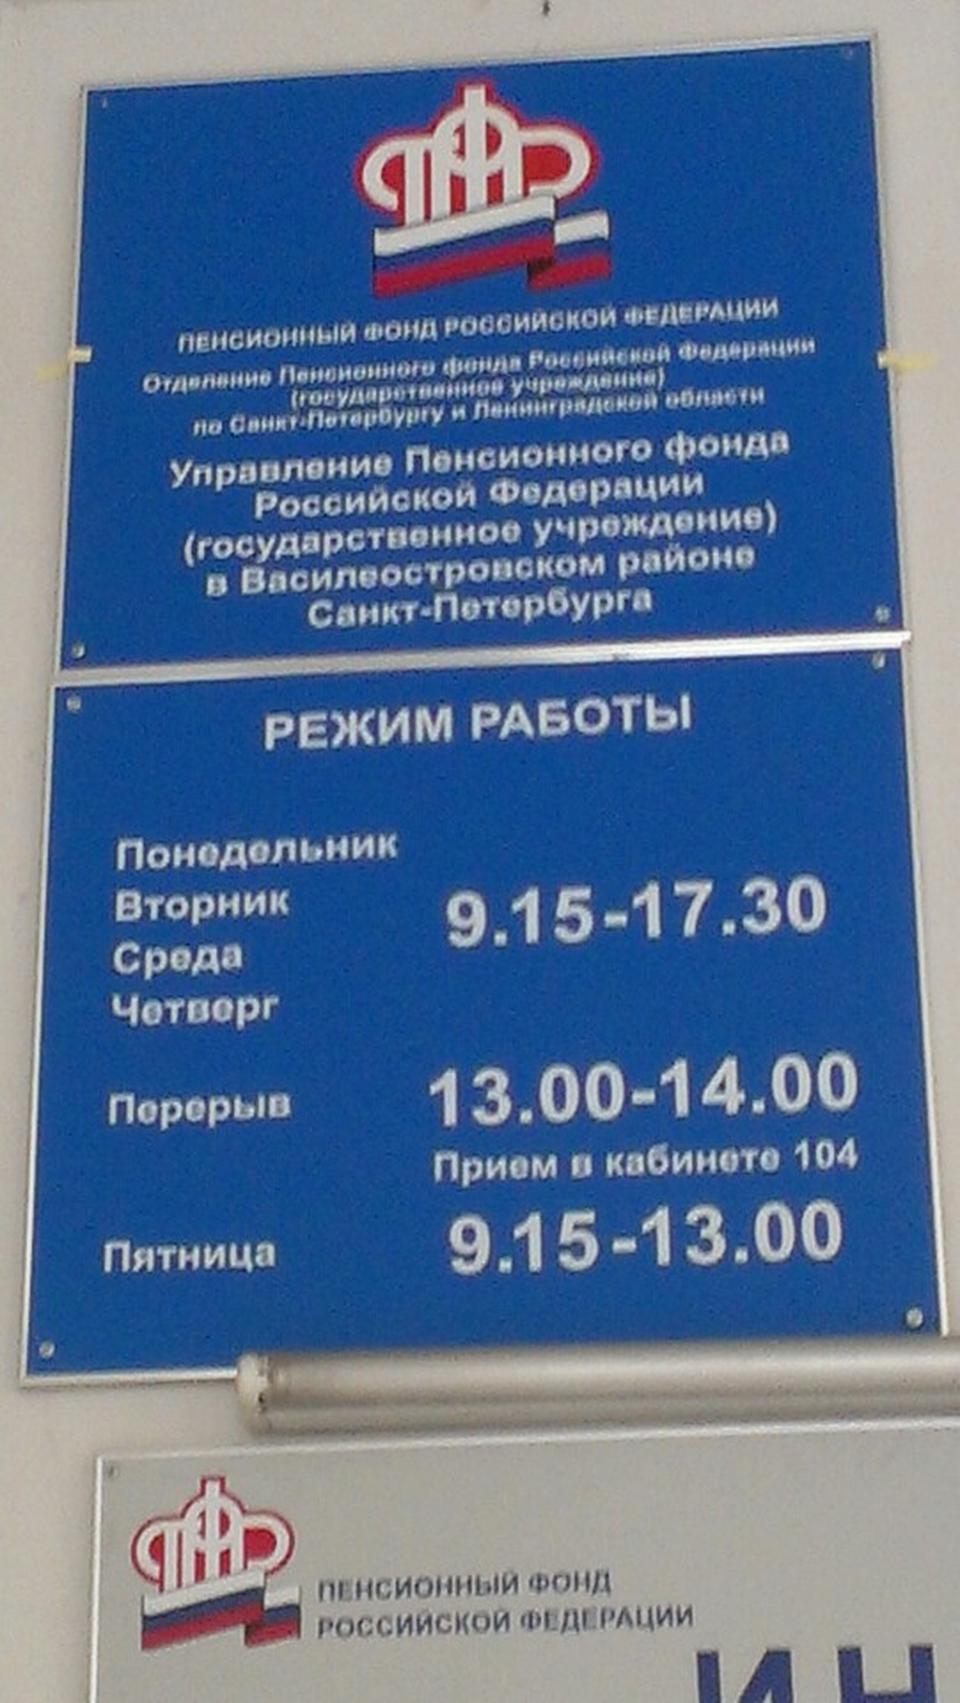 ПЕНСИОННЫЙ ФОНД РОССИЙСКОЙ ФЕДЕРАЦИИ
Отделение Пенсионного фонда Российской Федерации
(государственное учреждение)
по Санкт-Петербургу и Ленинградской области
Управление Пенсионного фонда
Российской Федерации
(государственное учреждение)
в Василеостровском районе
Санкт-Петербурга
РЕЖИМ РАБОТЫ
Понедельник
Вторник
Среда
Четверг
9.15-17.30
Перерыв 13.00-14.00
Прием в кабинете 104
Пятница 9.15-13.00
ПЕНСИОННЫЙ ФОНД
РОССИЙСКОЙ ФЕДЕРАЦИИ